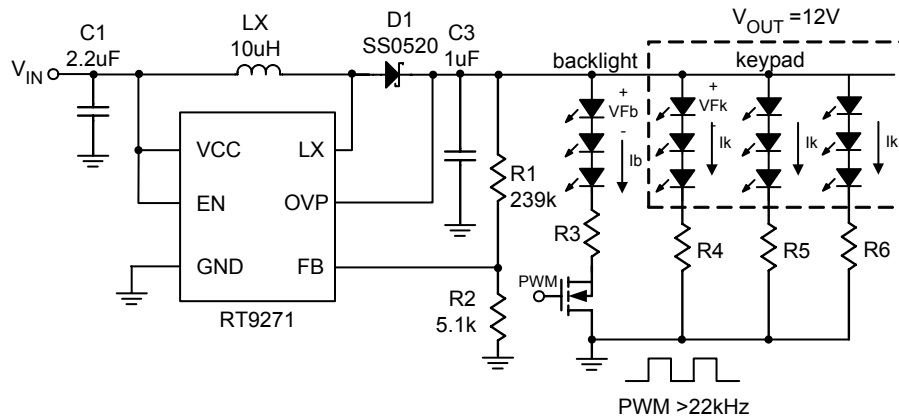 LX
10uH
D1
SS0520
C1
2.2uF
C3
1uF
V_OUT =12V
V_IN
backlight
keypad
VCC
LX
EN
OVP
GND
FB
RT9271
R1
239k
R2
5.1k
+
VFb
-
Ib
+
VFk
-
Ik
Ik
Ik
R3
R4
R5
R6
PWM
PWM >22kHz